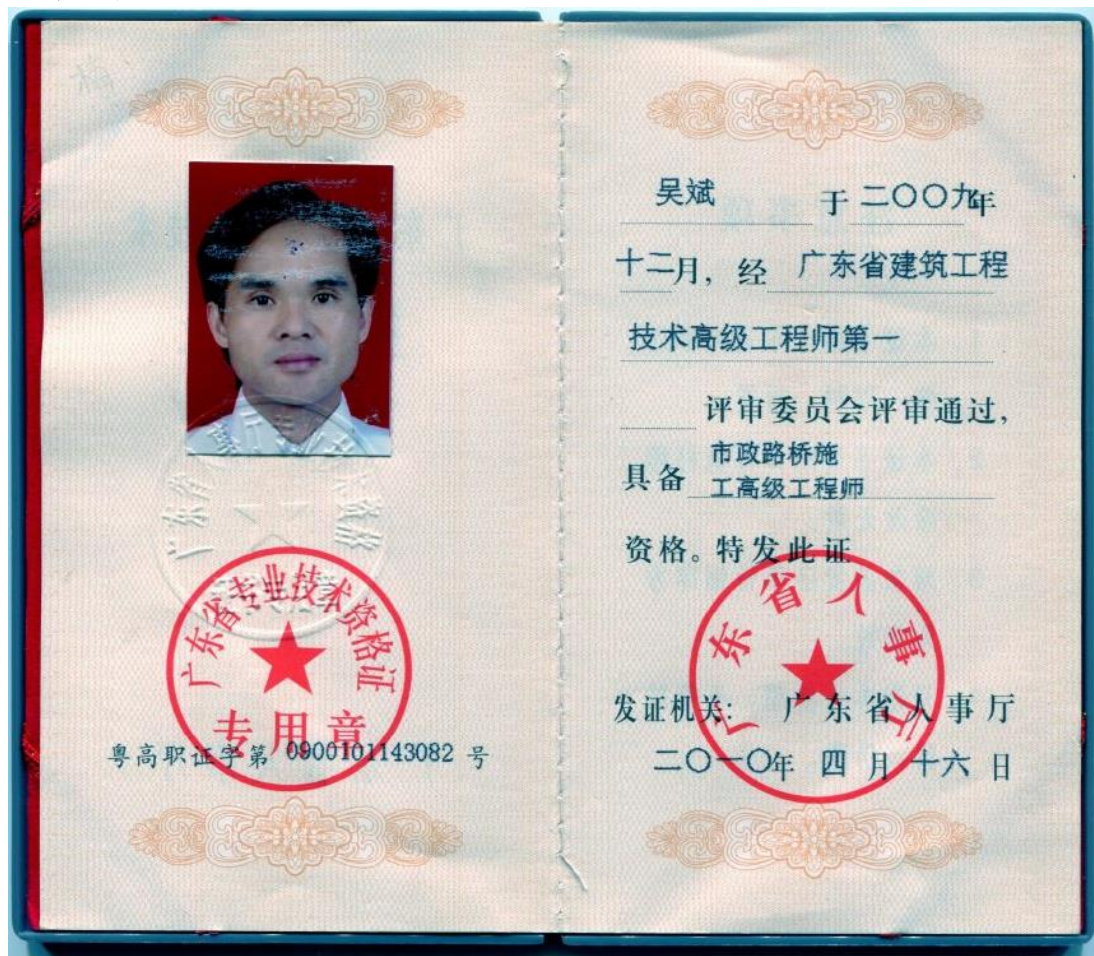 广东省专业技术资格证
专用章
粤高职证字第 0900101143082 号
吴斌 于 二〇〇九年
十二月，经 广东省建筑工程
技术高级工程师第一
评审委员会评审通过，
具备 市政路桥施
工高级工程师
资格。特发此证
广东省人事厅
发证机关： 广东省人事厅
二〇一〇年 四 月 十六 日